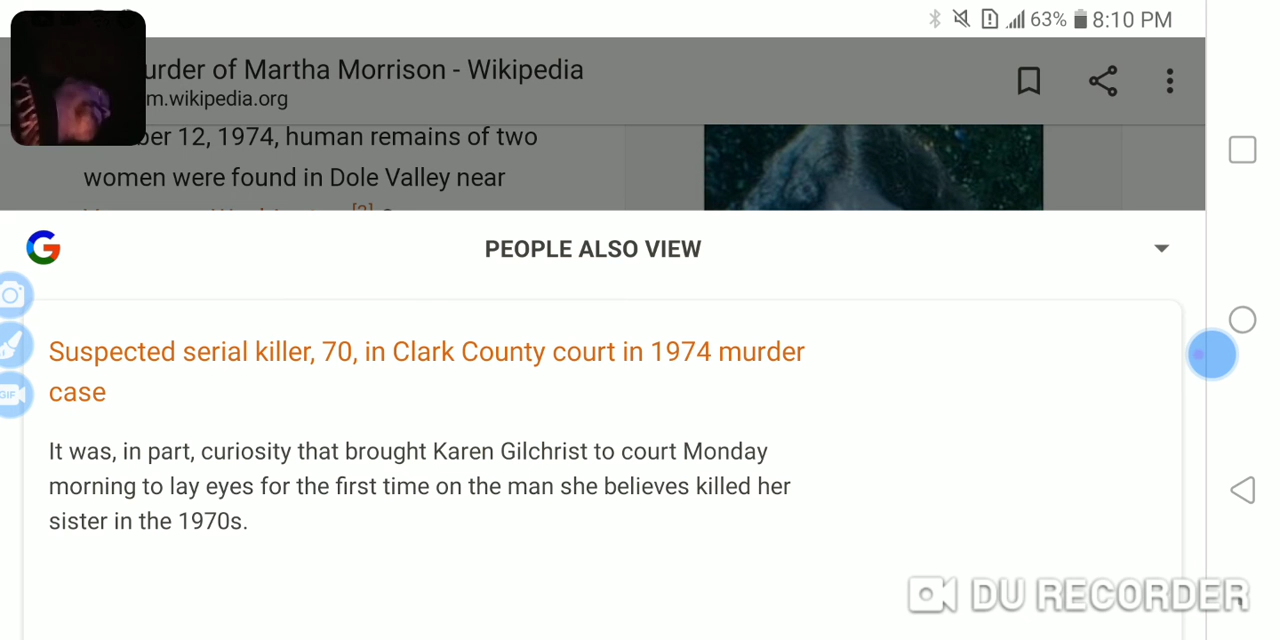 63% 8:10 PM
urder of Martha Morrison - Wikipedia
m.wikipedia.org
ber 12, 1974, human remains of two
women were found in Dole Valley near
[2]
G
PEOPLE ALSO VIEW
Suspected serial killer, 70, in Clark County court in 1974 murder
case
It was, in part, curiosity that brought Karen Gilchrist to court Monday
morning to lay eyes for the first time on the man she believes killed her
sister in the 1970s.
GIF
DU RECORDER